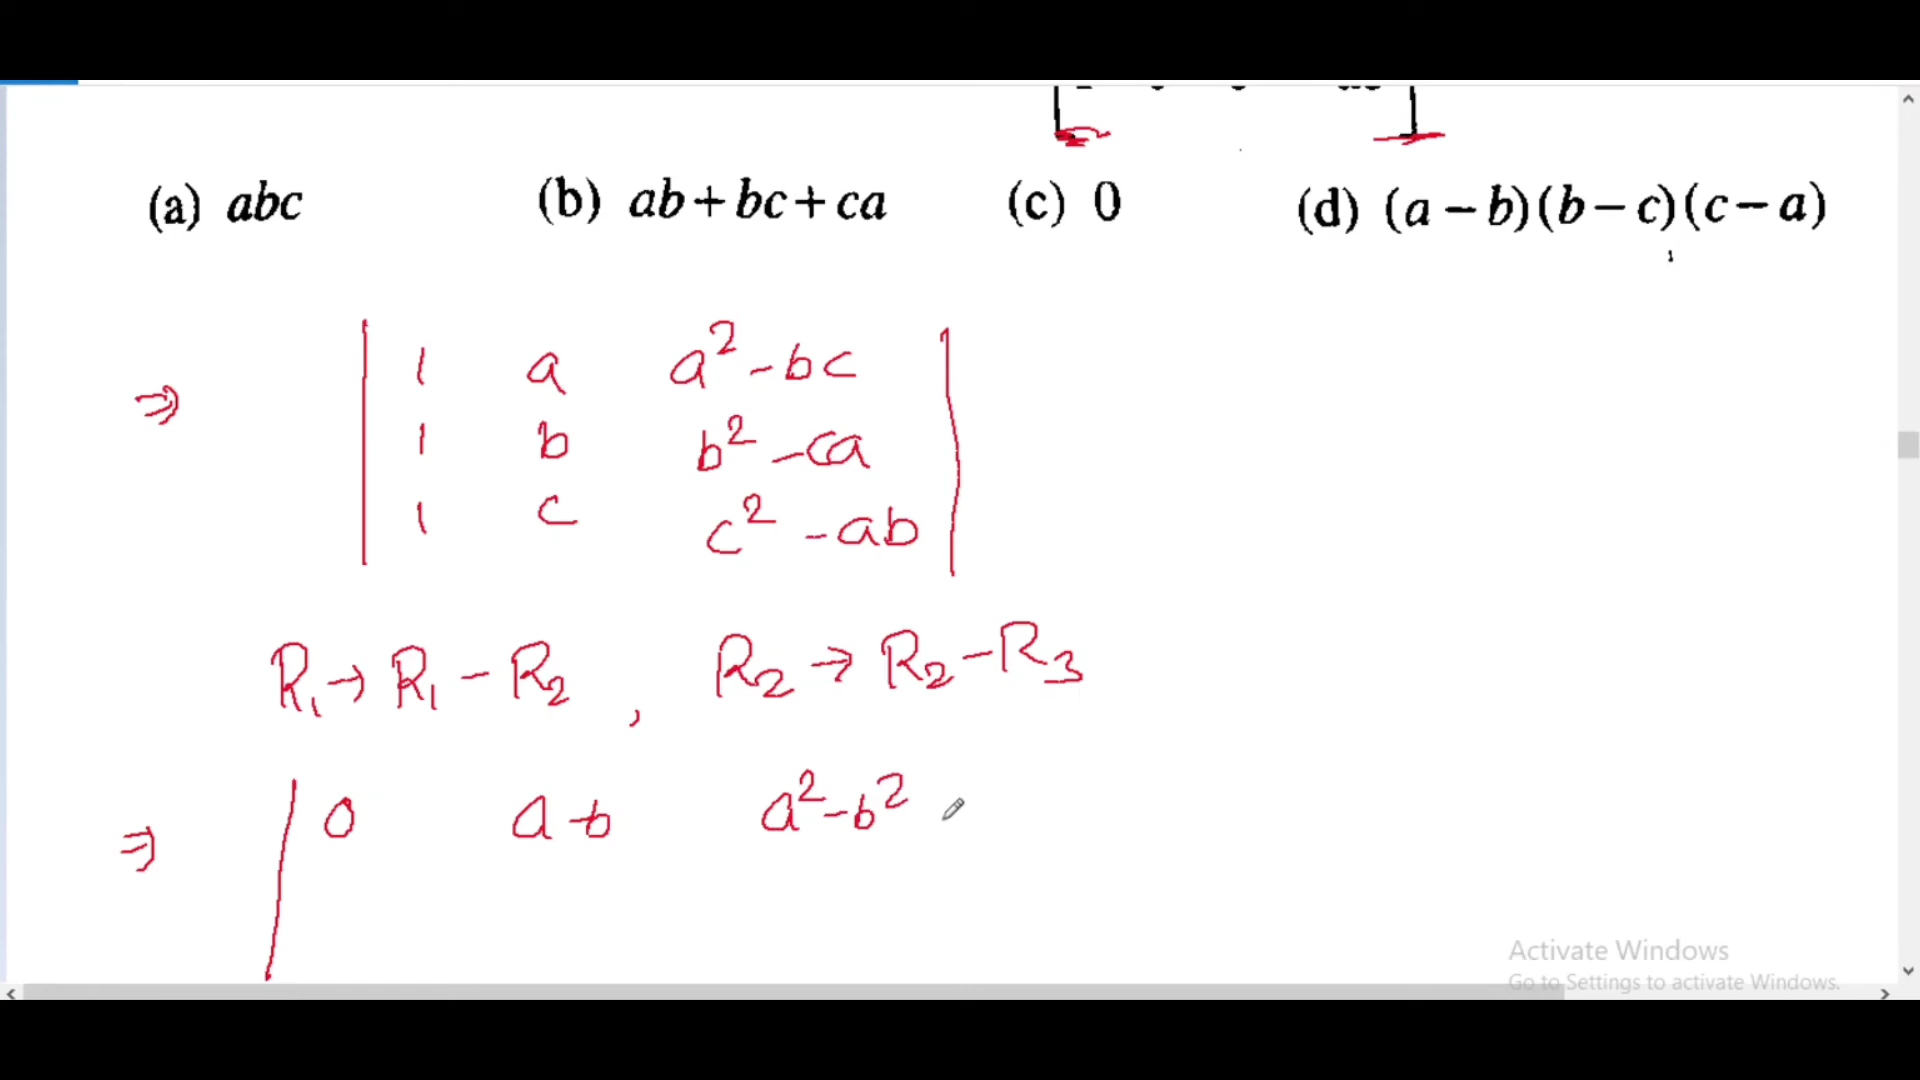 (a) abc (b) ab+bc+ca (c) 0 (d) (a−b)(b−c)(c−a)
⇒ | 1 a a²-bc |
| 1 b b²-ca |
| 1 c c²-ab |
R₁→R₁-R₂ , R₂→R₂-R₃
⇒ | 0 a-b a²-b²
Activate Windows
Go to Settings to activate Windows.